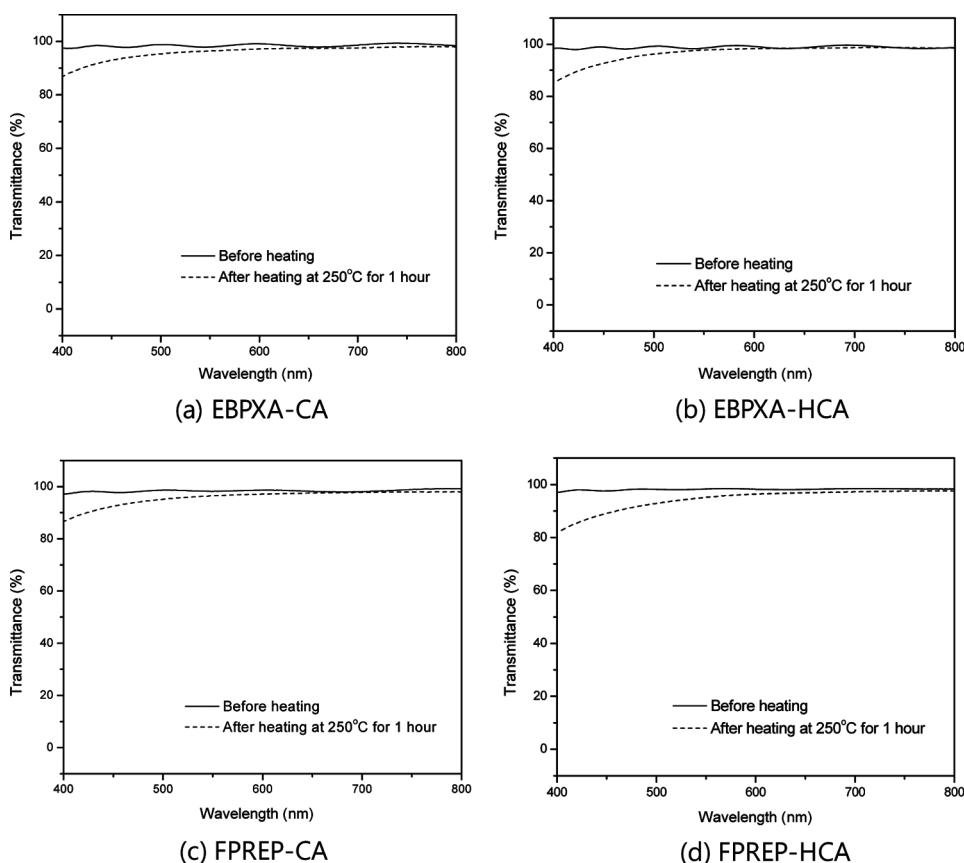 Transmittance (%)
100
80
60
40
20
0
Before heating
After heating at 250°C for 1 hour
400
500
600
700
800
Wavelength (nm)
(a) EBPXA-CA
Transmittance (%)
100
80
60
40
20
0
Before heating
After heating at 250°C for 1 hour
400
500
600
700
800
Wavelength (nm)
(b) EBPXA-HCA
Transmittance (%)
100
80
60
40
20
0
Before heating
After heating at 250°C for 1 hour
400
500
600
700
800
Wavelength (nm)
(c) FPREP-CA
Transmittance (%)
100
80
60
40
20
0
Before heating
After heating at 250°C for 1 hour
400
500
600
700
800
Wavelength (nm)
(d) FPREP-HCA